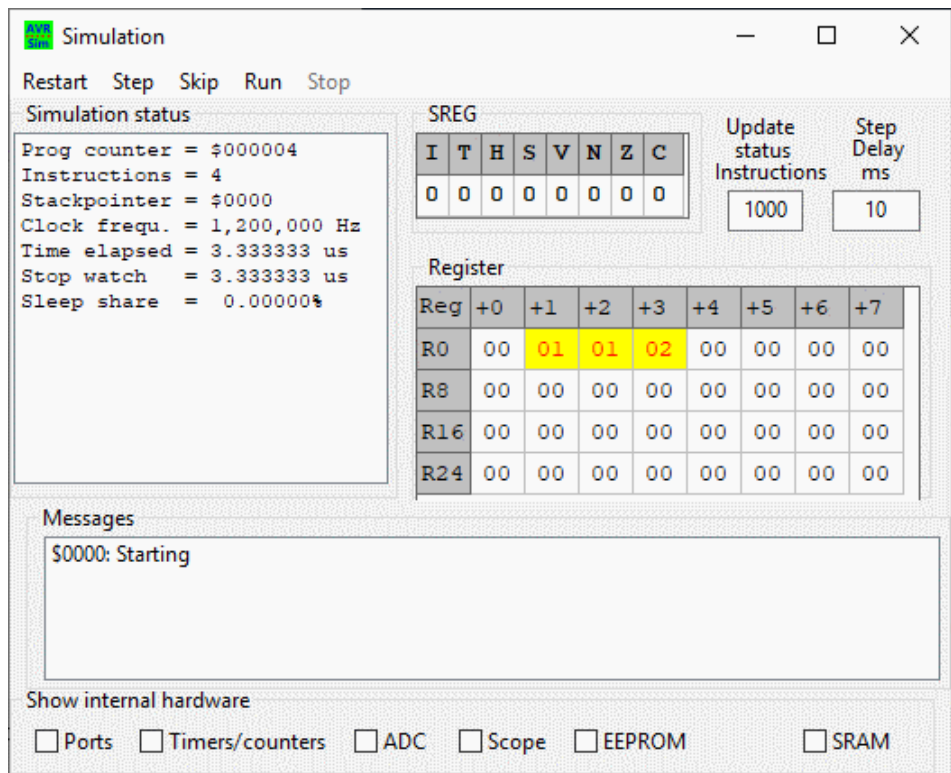 AVR
Sim Simulation
Restart Step Skip Run Stop
Simulation status
Prog counter = $000004
Instructions = 4
Stackpointer = $0000
Clock frequ. = 1,200,000 Hz
Time elapsed = 3.333333 us
Stop watch   = 3.333333 us
Sleep share  =  0.00000%
SREG
I T H S V N Z C
0 0 0 0 0 0 0 0
Update
status
Instructions
1000
Step
Delay
ms
10
Register
Reg +0 +1 +2 +3 +4 +5 +6 +7
R0 00 01 01 02 00 00 00 00
R8 00 00 00 00 00 00 00 00
R16 00 00 00 00 00 00 00 00
R24 00 00 00 00 00 00 00 00
Messages
$0000: Starting
Show internal hardware
Ports Timers/counters ADC Scope EEPROM SRAM